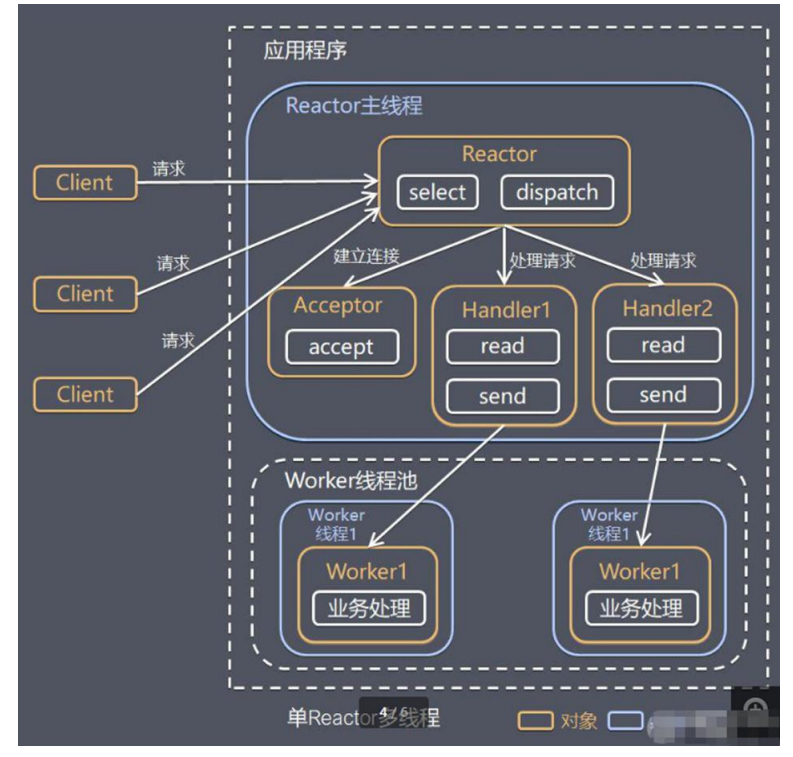 应用程序
Reactor主线程
Reactor
select
dispatch
Client
请求
Client
请求
Client
请求
建立连接
处理请求
处理请求
Acceptor
accept
Handler1
read
send
Handler2
read
send
Worker线程池
Worker
线程1
Worker1
业务处理
Worker
线程1
Worker1
业务处理
单Reactor多线程
4 / 6
对象